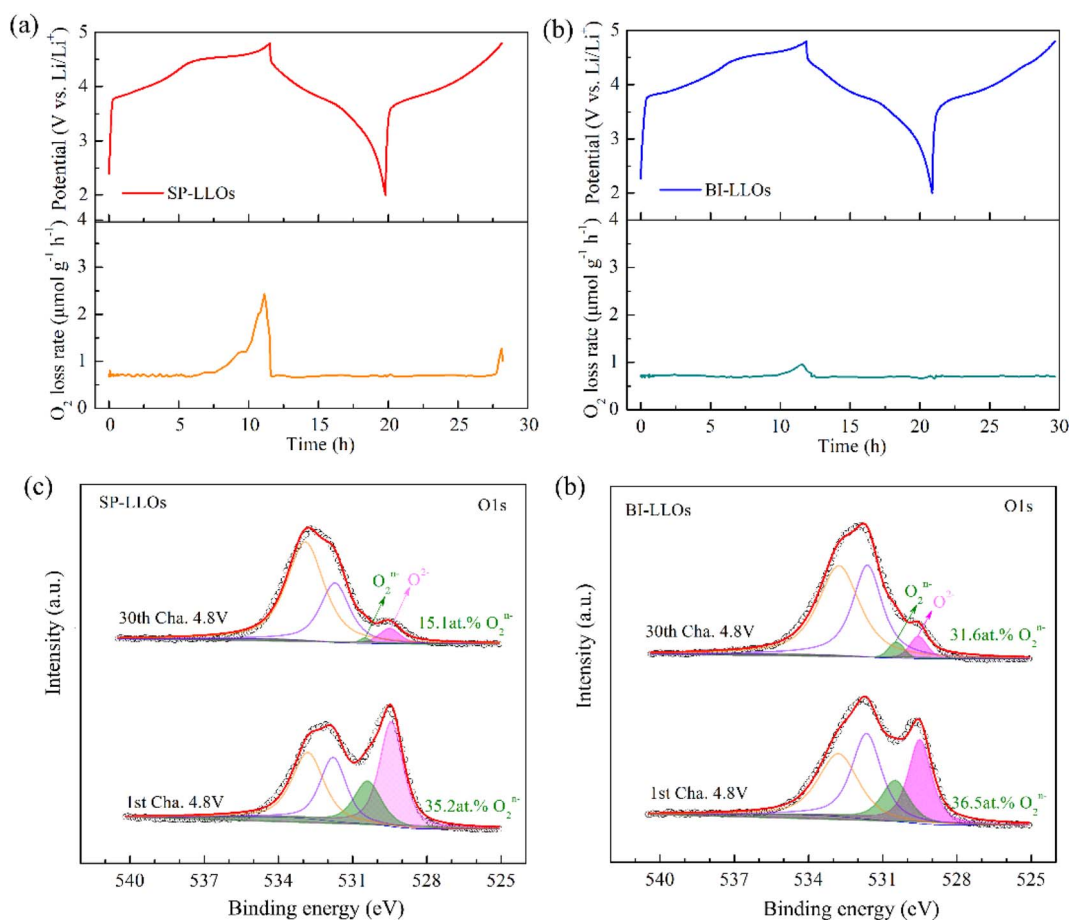 (a)
5
4
3
2
4
3
2
1
0
Potential (V vs. Li/Li⁺)
SP-LLOs
O₂ loss rate (μmol g⁻¹ h⁻¹)
0 5 10 15 20 25 30
Time (h)
(b)
5
4
3
2
4
3
2
1
0
Potential (V vs. Li/Li
BI-LLOs
O₂ loss rate (μmol g⁻¹ h⁻¹)
0 5 10 15 20 25 30
Time (h)
(c)
SP-LLOs O1s
O₂ⁿ⁻ O²⁻
30th Cha. 4.8V 15.1at.% O₂ⁿ⁻
1st Cha. 4.8V 35.2at.% O₂ⁿ⁻
Intensity (a.u.)
540 537 534 531 528 525
Binding energy (eV)
(b)
BI-LLOs O1s
O₂ⁿ⁻ O²⁻
30th Cha. 4.8V 31.6at.% O₂ⁿ⁻
1st Cha. 4.8V 36.5at.% O₂ⁿ⁻
Intensity (a.u.)
540 537 534 531 528 525
Binding energy (eV)